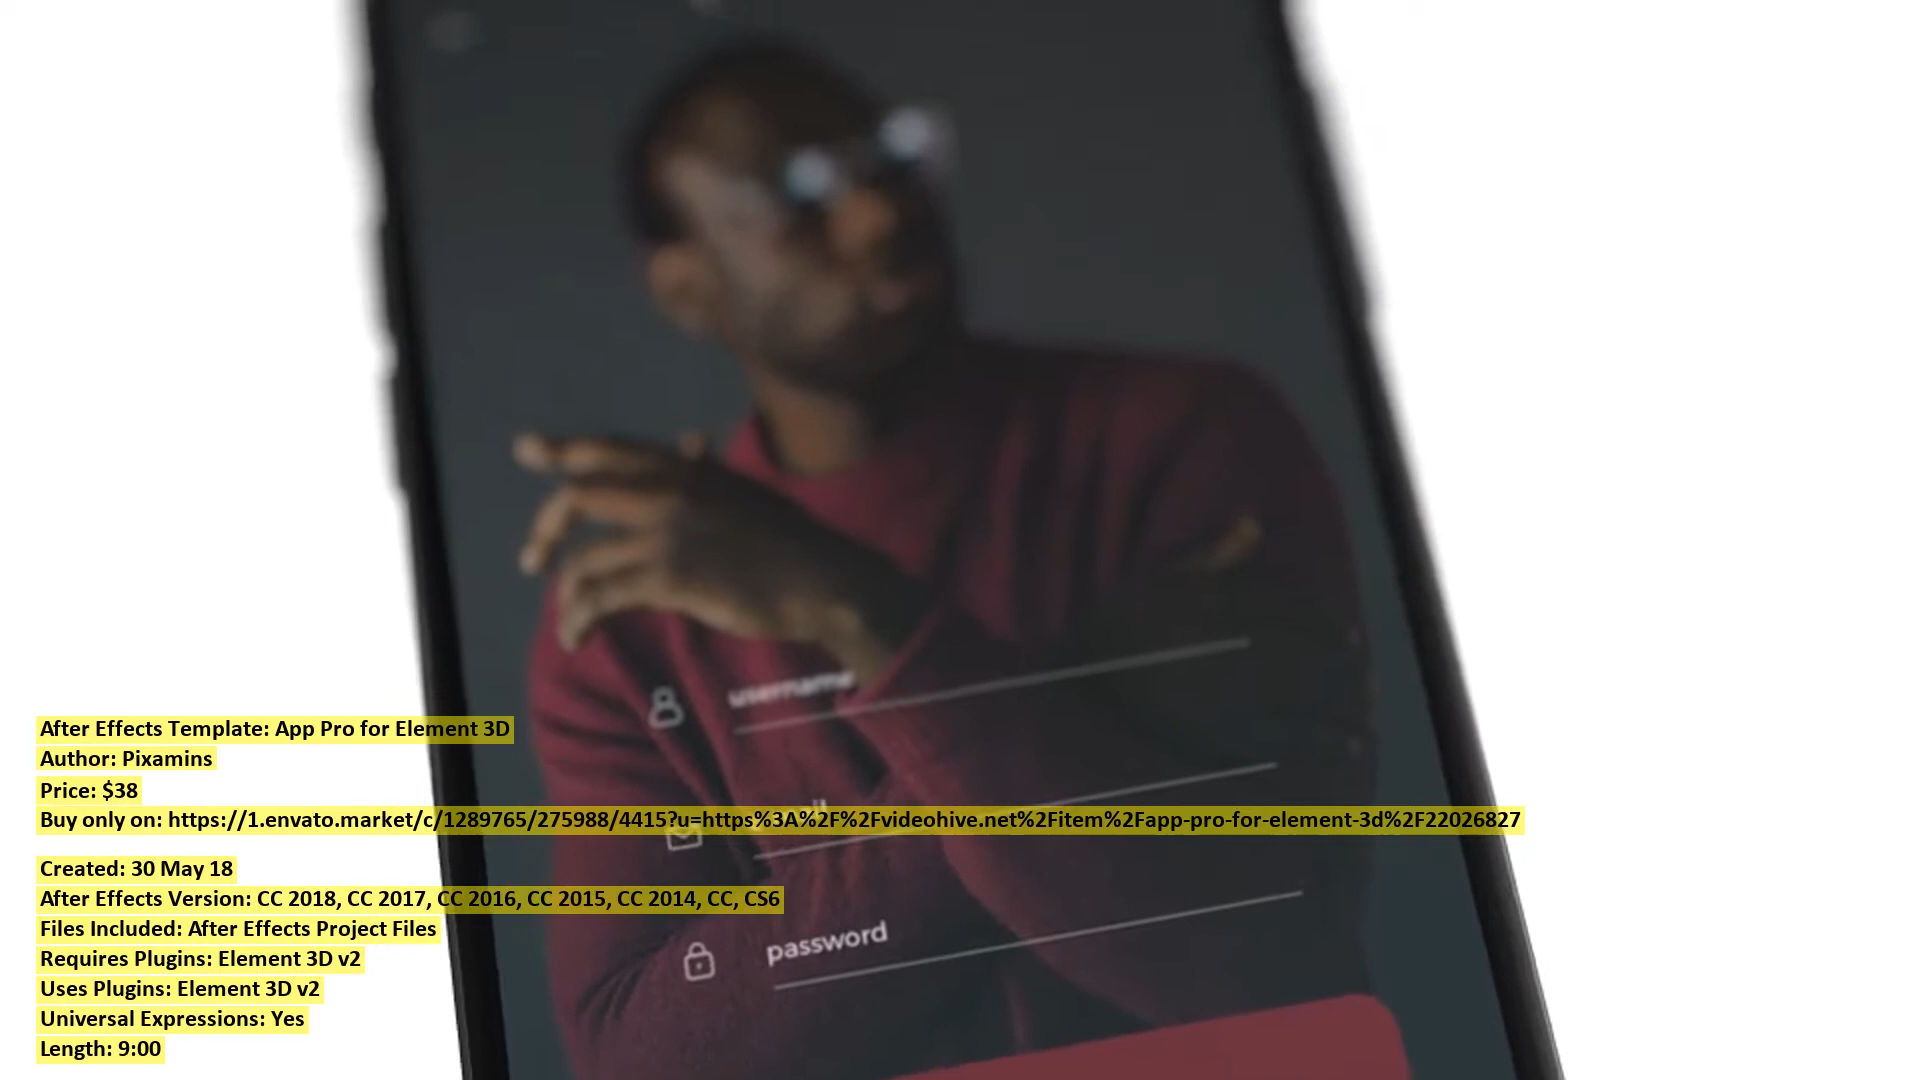 username
email
password
After Effects Template: App Pro for Element 3D
Author: Pixamins
Price: $38
Buy only on: https://1.envato.market/c/1289765/275988/4415?u=https%3A%2F%2Fvideohive.net%2Fitem%2Fapp-pro-for-element-3d%2F22026827
Created: 30 May 18
After Effects Version: CC 2018, CC 2017, CC 2016, CC 2015, CC 2014, CC, CS6
Files Included: After Effects Project Files
Requires Plugins: Element 3D v2
Uses Plugins: Element 3D v2
Universal Expressions: Yes
Length: 9:00